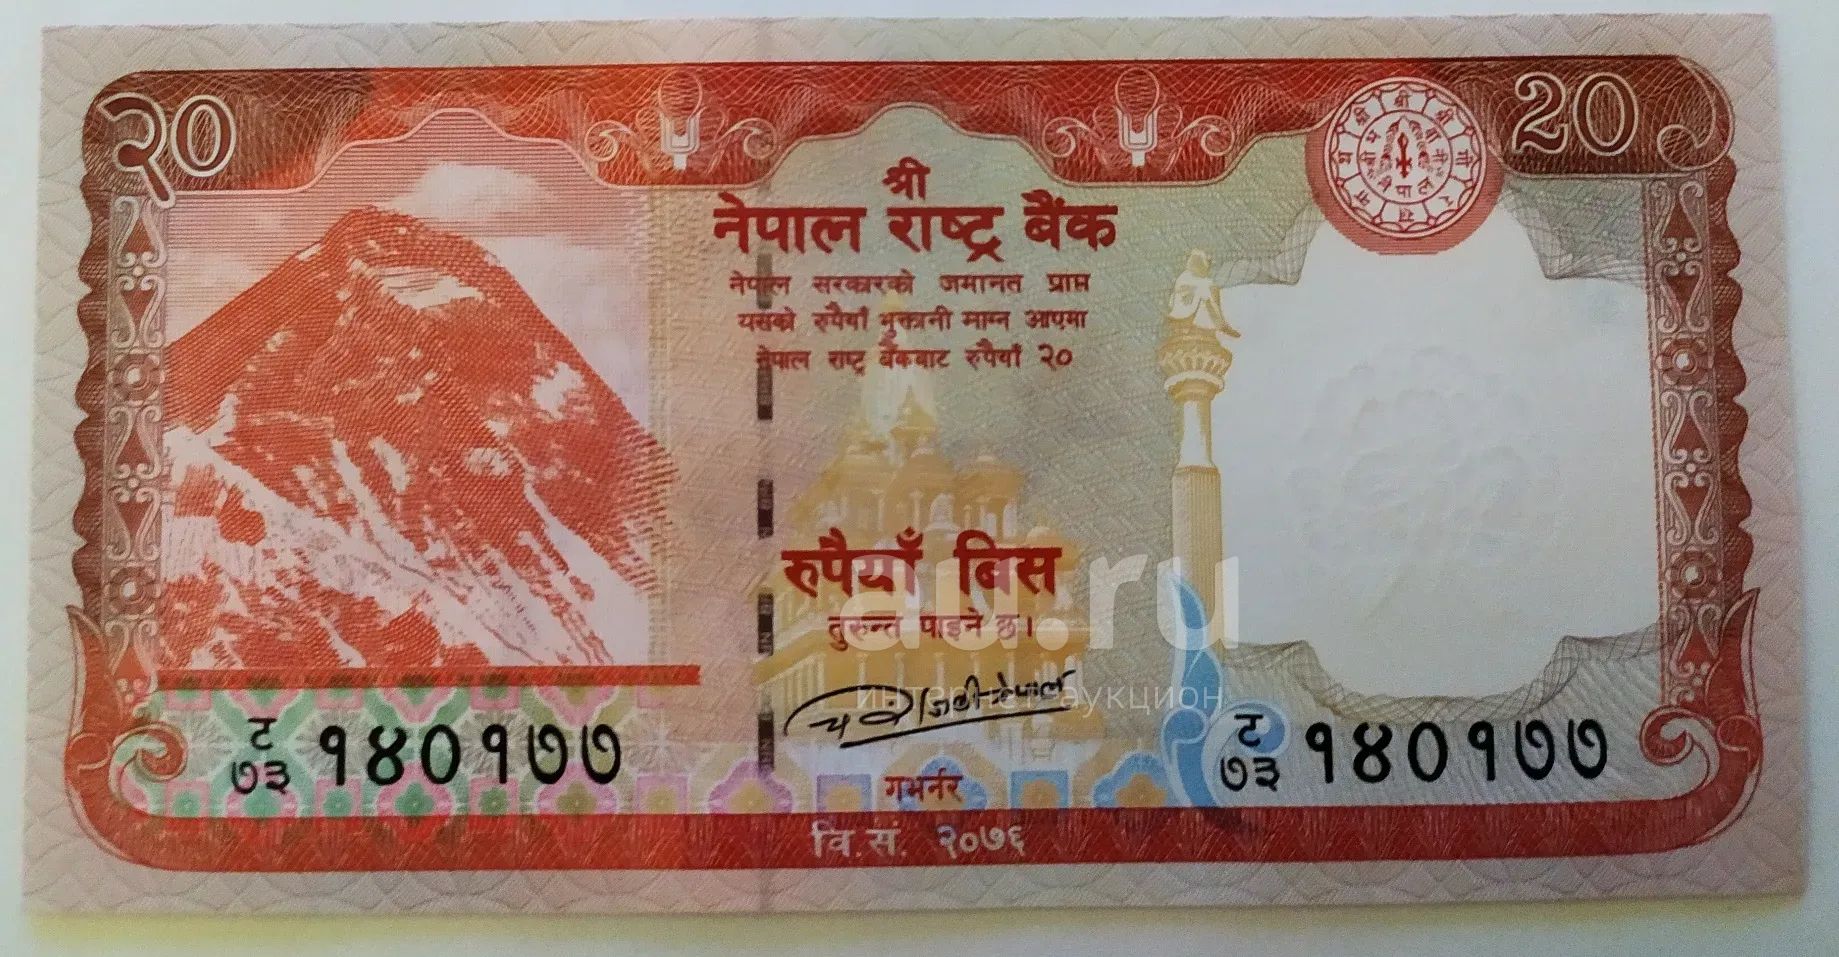 २० 20
श्री
नेपाल राष्ट्र बैंक
नेपाल सरकारको जमानत प्राप्त
यसको रुपैयाँ भुक्तानी माग्न आएमा
नेपाल राष्ट्र बैंकबाट रुपैयाँ २०
रुपैयाँ बिस
au.ru
तुरुन्त पाइने छ।
интернет-аукцион
ट
७३ १४०१७७
ट
७३ १४०१७७
गभर्नर
वि.सं. २०७६